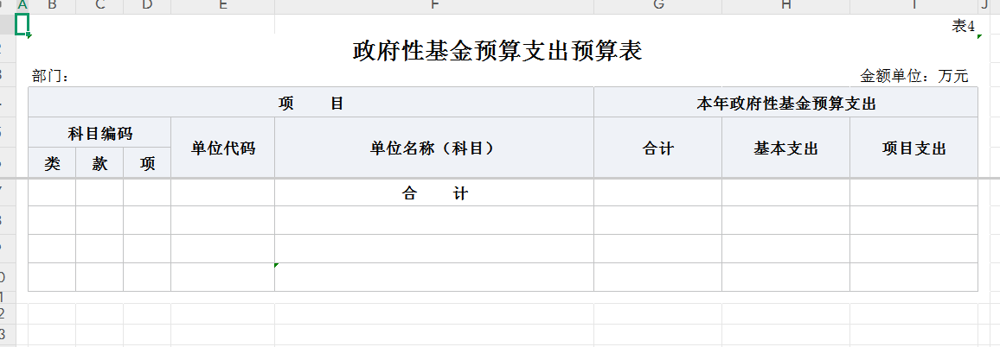 A B C D E F G H I J
表4
2 政府性基金预算支出预算表
3 部门： 金额单位：万元
项 目 本年政府性基金预算支出
科目编码 单位代码 单位名称（科目） 合计 基本支出 项目支出
类 款 项
合 计